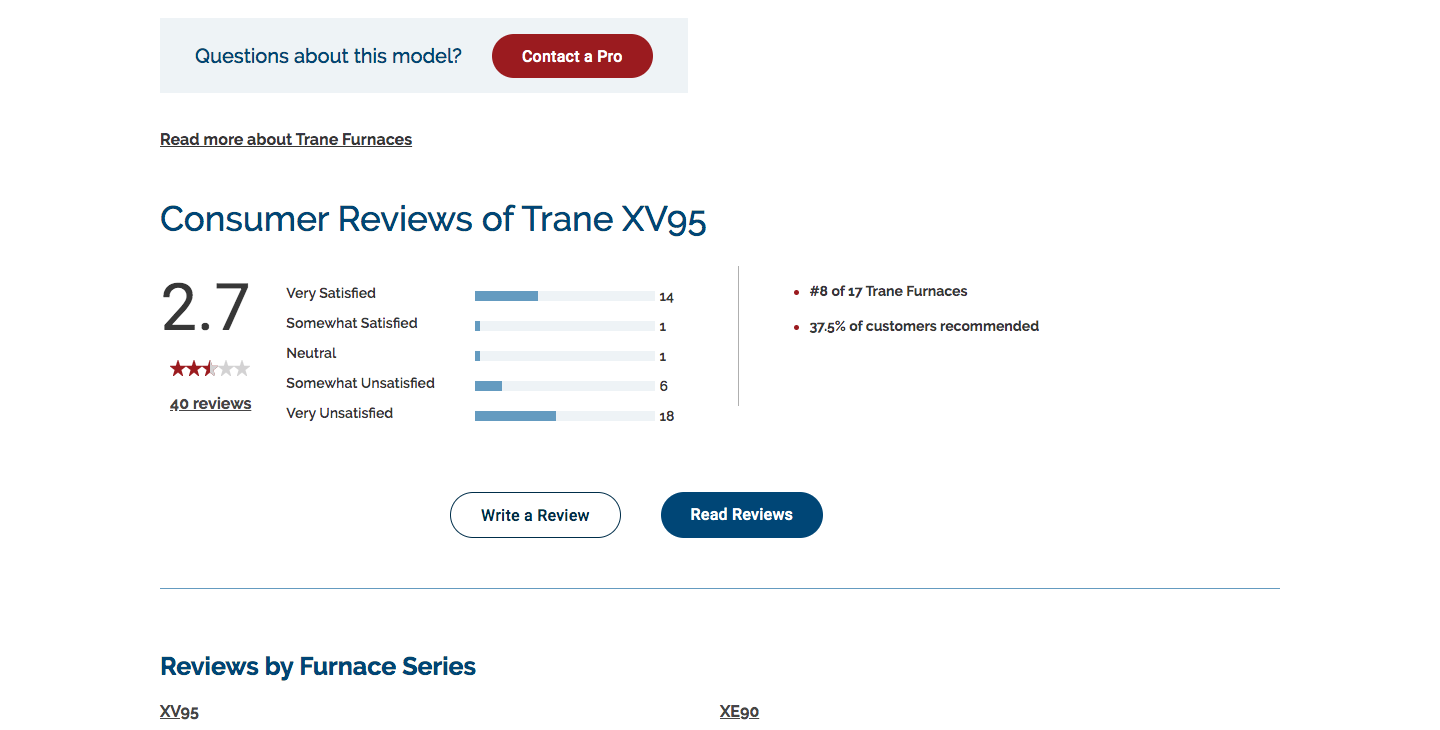 Questions about this model?
Contact a Pro
Read more about Trane Furnaces
Consumer Reviews of Trane XV95
2.7
40 reviews
Very Satisfied 14
Somewhat Satisfied 1
Neutral 1
Somewhat Unsatisfied 6
Very Unsatisfied 18
#8 of 17 Trane Furnaces
37.5% of customers recommended
Write a Review
Read Reviews
Reviews by Furnace Series
XV95
XE90